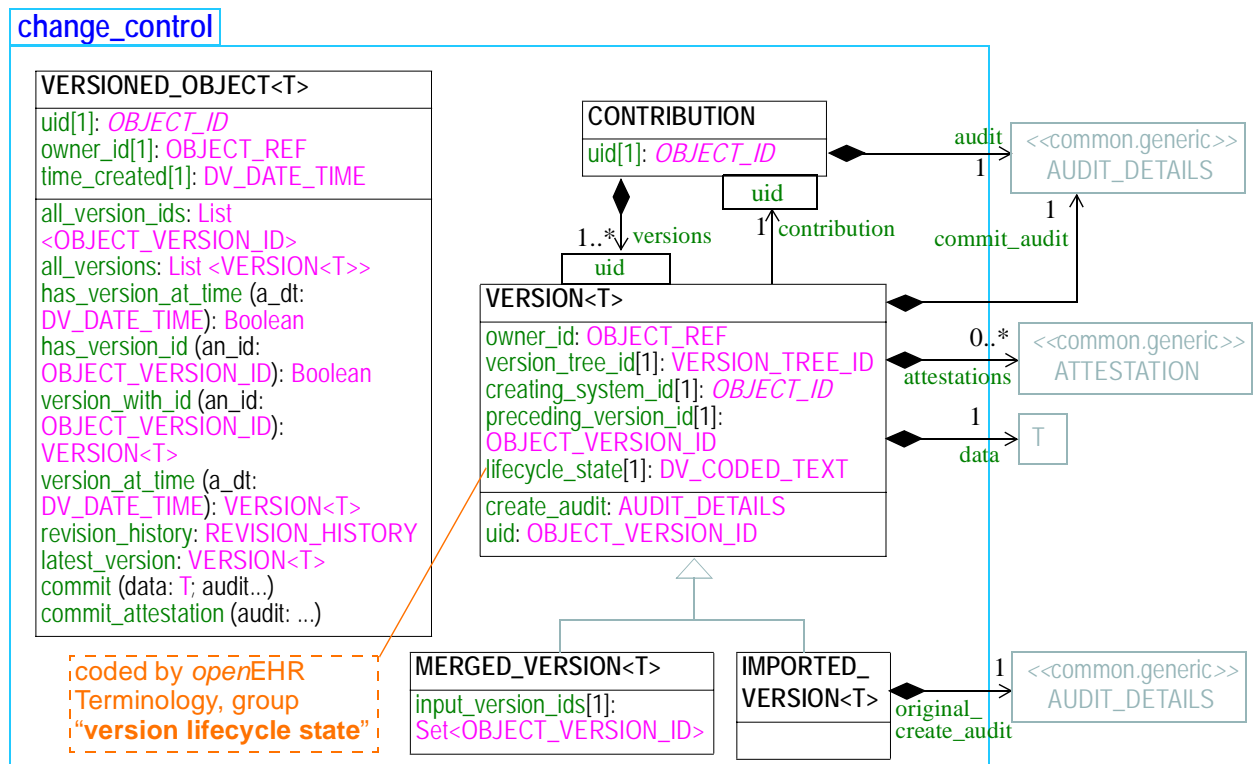 change_control
VERSIONED_OBJECT<T>
uid[1]: OBJECT_ID
owner_id[1]: OBJECT_REF
time_created[1]: DV_DATE_TIME
all_version_ids: List
<OBJECT_VERSION_ID>
all_versions: List <VERSION<T>>
has_version_at_time (a_dt:
DV_DATE_TIME): Boolean
has_version_id (an_id:
OBJECT_VERSION_ID): Boolean
version_with_id (an_id:
OBJECT_VERSION_ID):
VERSION<T>
version_at_time (a_dt:
DV_DATE_TIME): VERSION<T>
revision_history: REVISION_HISTORY
latest_version: VERSION<T>
commit (data: T; audit...)
commit_attestation (audit: ...)
CONTRIBUTION
uid[1]: OBJECT_ID
audit
1
<<common.generic>>
AUDIT_DETAILS
uid
1
contribution
1..*
versions
uid
1
commit_audit
VERSION<T>
owner_id: OBJECT_REF
version_tree_id[1]: VERSION_TREE_ID
creating_system_id[1]: OBJECT_ID
preceding_version_id[1]:
OBJECT_VERSION_ID
lifecycle_state[1]: DV_CODED_TEXT
create_audit: AUDIT_DETAILS
uid: OBJECT_VERSION_ID
0..*
attestations
<<common.generic>>
ATTESTATION
1
data
T
coded by openEHR
Terminology, group
“version lifecycle state”
MERGED_VERSION<T>
input_version_ids[1]:
Set<OBJECT_VERSION_ID>
IMPORTED_
VERSION<T>
1
original_
create_audit
<<common.generic>>
AUDIT_DETAILS